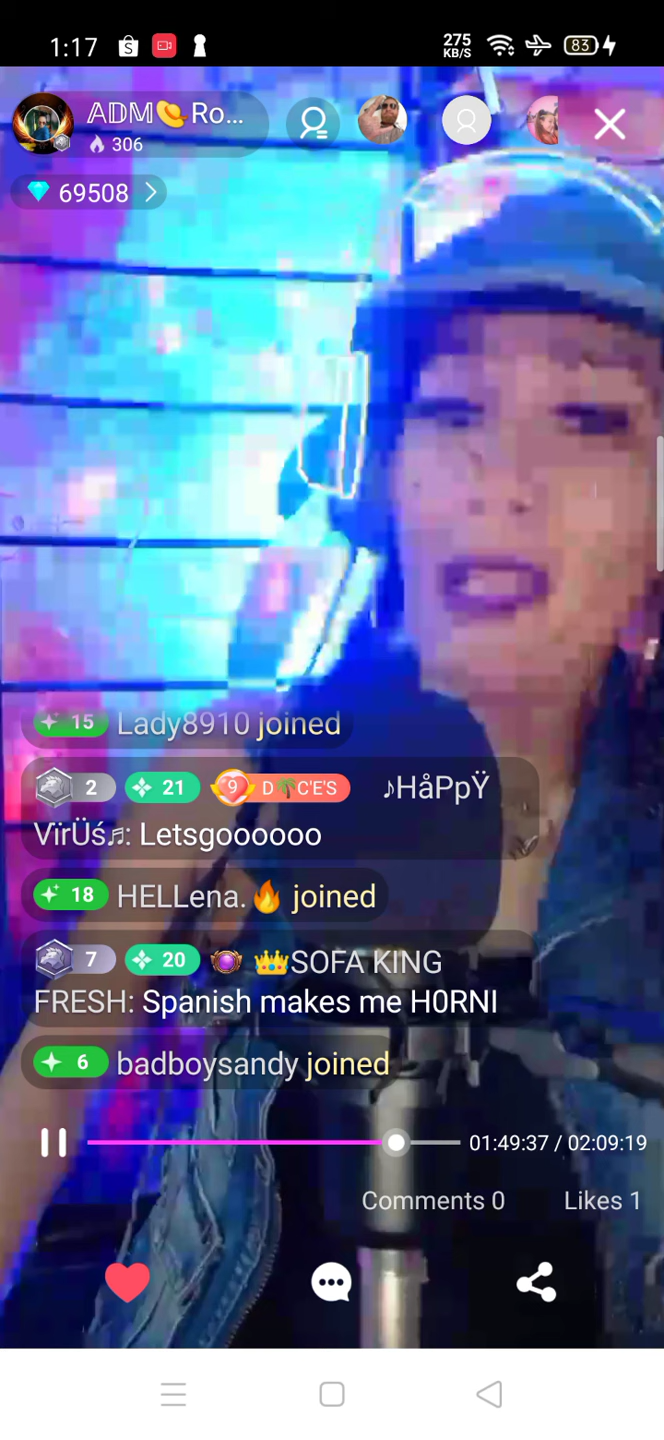 1:17
275
KB/S
83
𝔸𝔻𝕄👒Ro...
306
69508
15 Lady8910 joined
2 21 9 D🌴C'E'S ♪HåPpŸ
VïrÜś♬: Letsgoooooo
18 HELLena.🔥 joined
7 20 👑SOFA KING
FRESH: Spanish makes me H0RNI
6 badboysandy joined
01:49:37 / 02:09:19
Comments 0 Likes 1